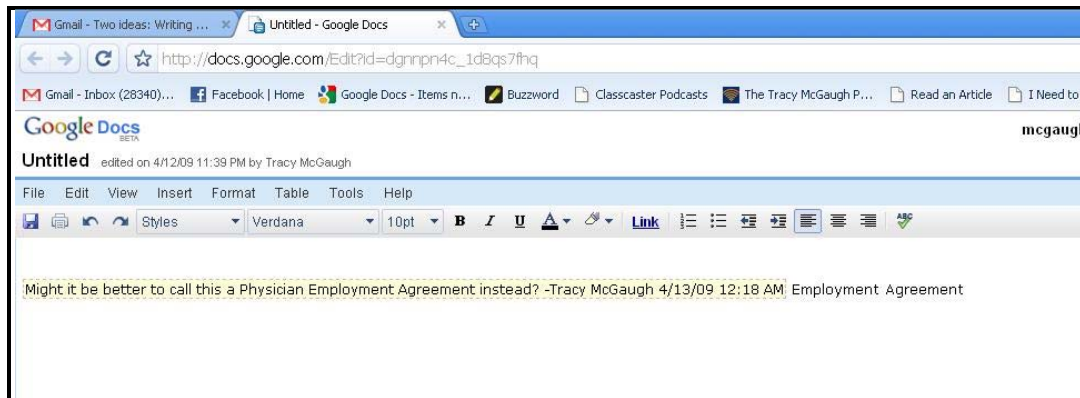 Gmail - Two ideas: Writing ... Untitled - Google Docs
http://docs.google.com/Edit?id=dgnnpn4c_1d8qs7fhq
Gmail - Inbox (28340)... Facebook | Home Google Docs - Items n... Buzzword Classcaster Podcasts The Tracy McGaugh P... Read an Article I Need to
Google Docs
BETA
mcgaugh
Untitled edited on 4/12/09 11:39 PM by Tracy McGaugh
File Edit View Insert Format Table Tools Help
Styles Verdana 10pt B I U A Link ABC
Might it be better to call this a Physician Employment Agreement instead? -Tracy McGaugh 4/13/09 12:18 AM Employment Agreement